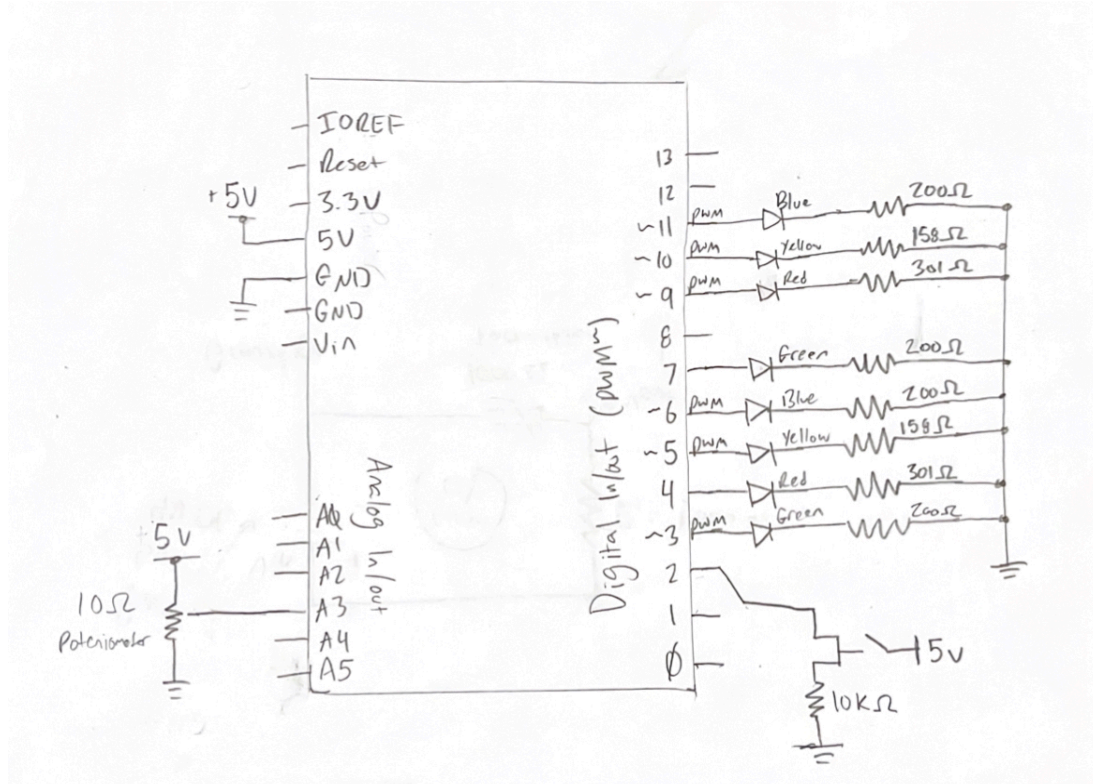 IOREF
Reset
3.3V
5V
GND
GND
Vin
+5V
Analog In/out
A0
A1
A2
A3
A4
A5
+5V
10Ω
Poteniometer
Digital In/out (PWM~)
13
12
~11 PWM Blue 200Ω
~10 PWM Yellow 158Ω
~9 PWM Red 301Ω
8
7 Green 200Ω
~6 PWM Blue 200Ω
~5 PWM Yellow 158Ω
4 Red 301Ω
~3 PWM Green 200Ω
2
1
0
5V
10KΩ